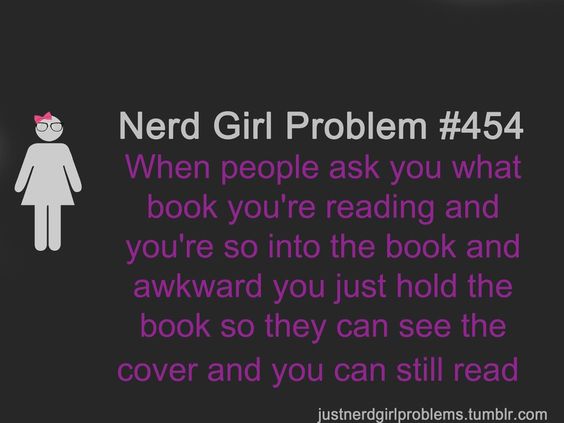 Nerd Girl Problem #454
When people ask you what
book you're reading and
you're so into the book and
awkward you just hold the
book so they can see the
cover and you can still read
justnerdgirlproblems.tumblr.com